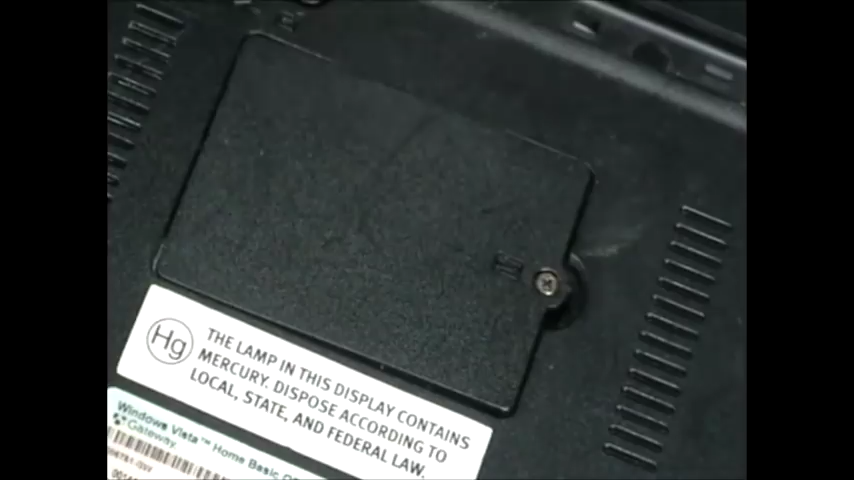 Hg
THE LAMP IN THIS DISPLAY CONTAINS
MERCURY. DISPOSE ACCORDING TO
LOCAL, STATE, AND FEDERAL LAW.
Windows Vista™ Home Basic
Gateway